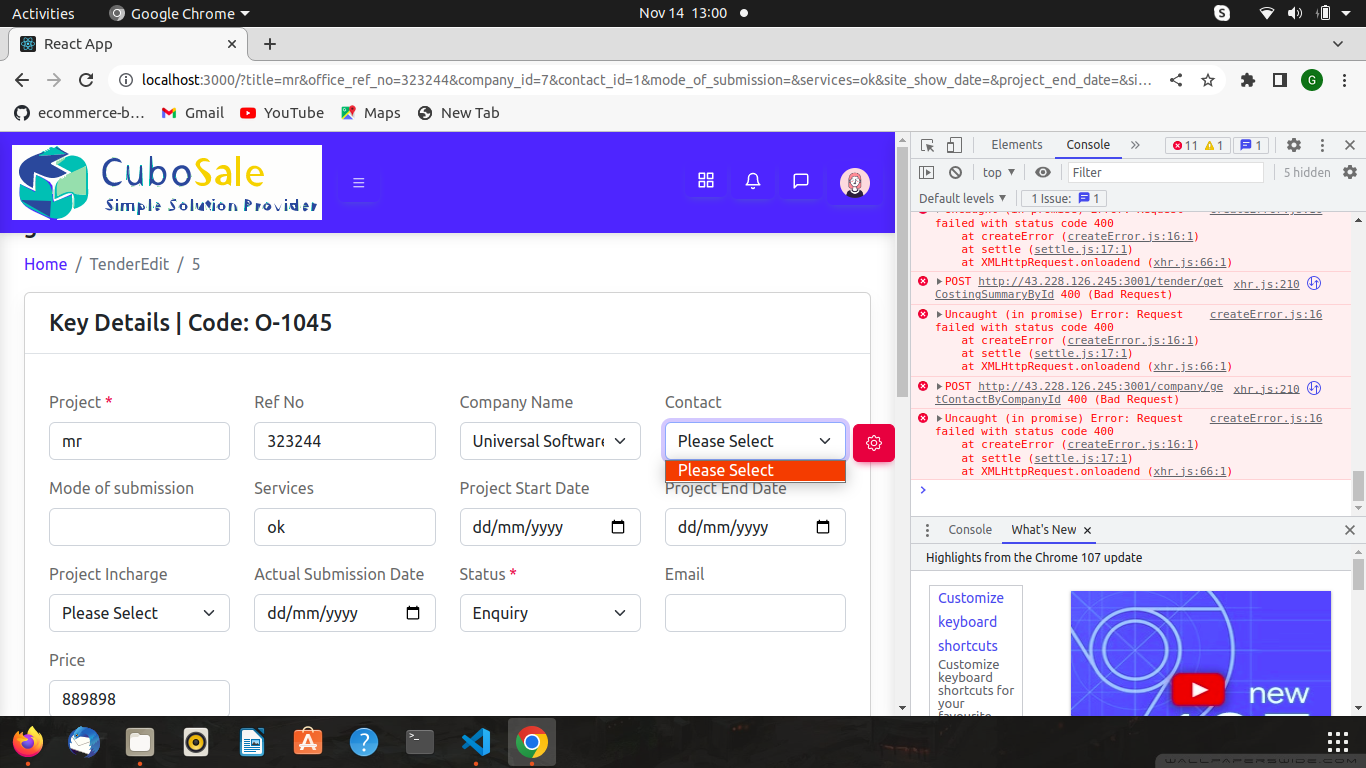 Activities
Google Chrome
Nov 14 13:00
React App
localhost:3000/?title=mr&office_ref_no=323244&company_id=7&contact_id=1&mode_of_submission=&services=ok&site_show_date=&project_end_date=&si…
G
ecommerce-b…
Gmail
YouTube
Maps
New Tab
CuboSale
Simple Solution Provider
Home / TenderEdit / 5
Key Details | Code: O-1045
Project *
Ref No
Company Name
Contact
mr
323244
Universal Software
Please Select
Please Select
Mode of submission
Services
Project Start Date
Project End Date
ok
dd/mm/yyyy
dd/mm/yyyy
Project Incharge
Actual Submission Date
Status *
Email
Please Select
dd/mm/yyyy
Enquiry
Price
889898
Elements
Console
»
11
1
1
top
Filter
5 hidden
Default levels
1 Issue: 1
Uncaught (in promise) Error: Request createError.js:16
failed with status code 400
at createError (createError.js:16:1)
at settle (settle.js:17:1)
at XMLHttpRequest.onloadend (xhr.js:66:1)
POST http://43.228.126.245:3001/tender/get xhr.js:210
CostingSummaryById 400 (Bad Request)
Uncaught (in promise) Error: Request createError.js:16
failed with status code 400
at createError (createError.js:16:1)
at settle (settle.js:17:1)
at XMLHttpRequest.onloadend (xhr.js:66:1)
POST http://43.228.126.245:3001/company/ge xhr.js:210
tContactByCompanyId 400 (Bad Request)
Uncaught (in promise) Error: Request createError.js:16
failed with status code 400
at createError (createError.js:16:1)
at settle (settle.js:17:1)
at XMLHttpRequest.onloadend (xhr.js:66:1)
Console
What's New
Highlights from the Chrome 107 update
Customize
keyboard
shortcuts
Customize
keyboard
shortcuts for
your
favourite
new